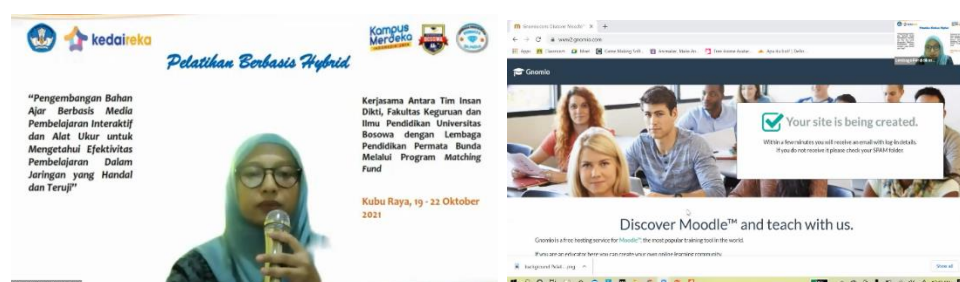 kedaireka
Kampus
Merdeka
Pelatihan Berbasis Hybrid
“Pengembangan Bahan
Ajar Berbasis Media
Pembelajaran Interaktif
dan Alat Ukur untuk
Mengetahui Efektivitas
Pembelajaran Dalam
Jaringan yang Handal
dan Teruji”
Kerjasama Antara Tim Insan
Dikti, Fakultas Keguruan dan
Ilmu Pendidikan Universitas
Bosowa dengan Lembaga
Pendidikan Permata Bunda
Melalui Program Matching
Fund
Kubu Raya, 19 - 22 Oktober
2021
www2.gnomio.com
Gnomio
Your site is being created.
Within a few minutes you will receive an email with log-in details.
If you do not receive it please check your SPAM folder.
Discover Moodle™ and teach with us.
Gnomio is a free hosting service for Moodle™, the most popular training tool in the world.
If you are an educator here you can create your own online learning community.
Show all